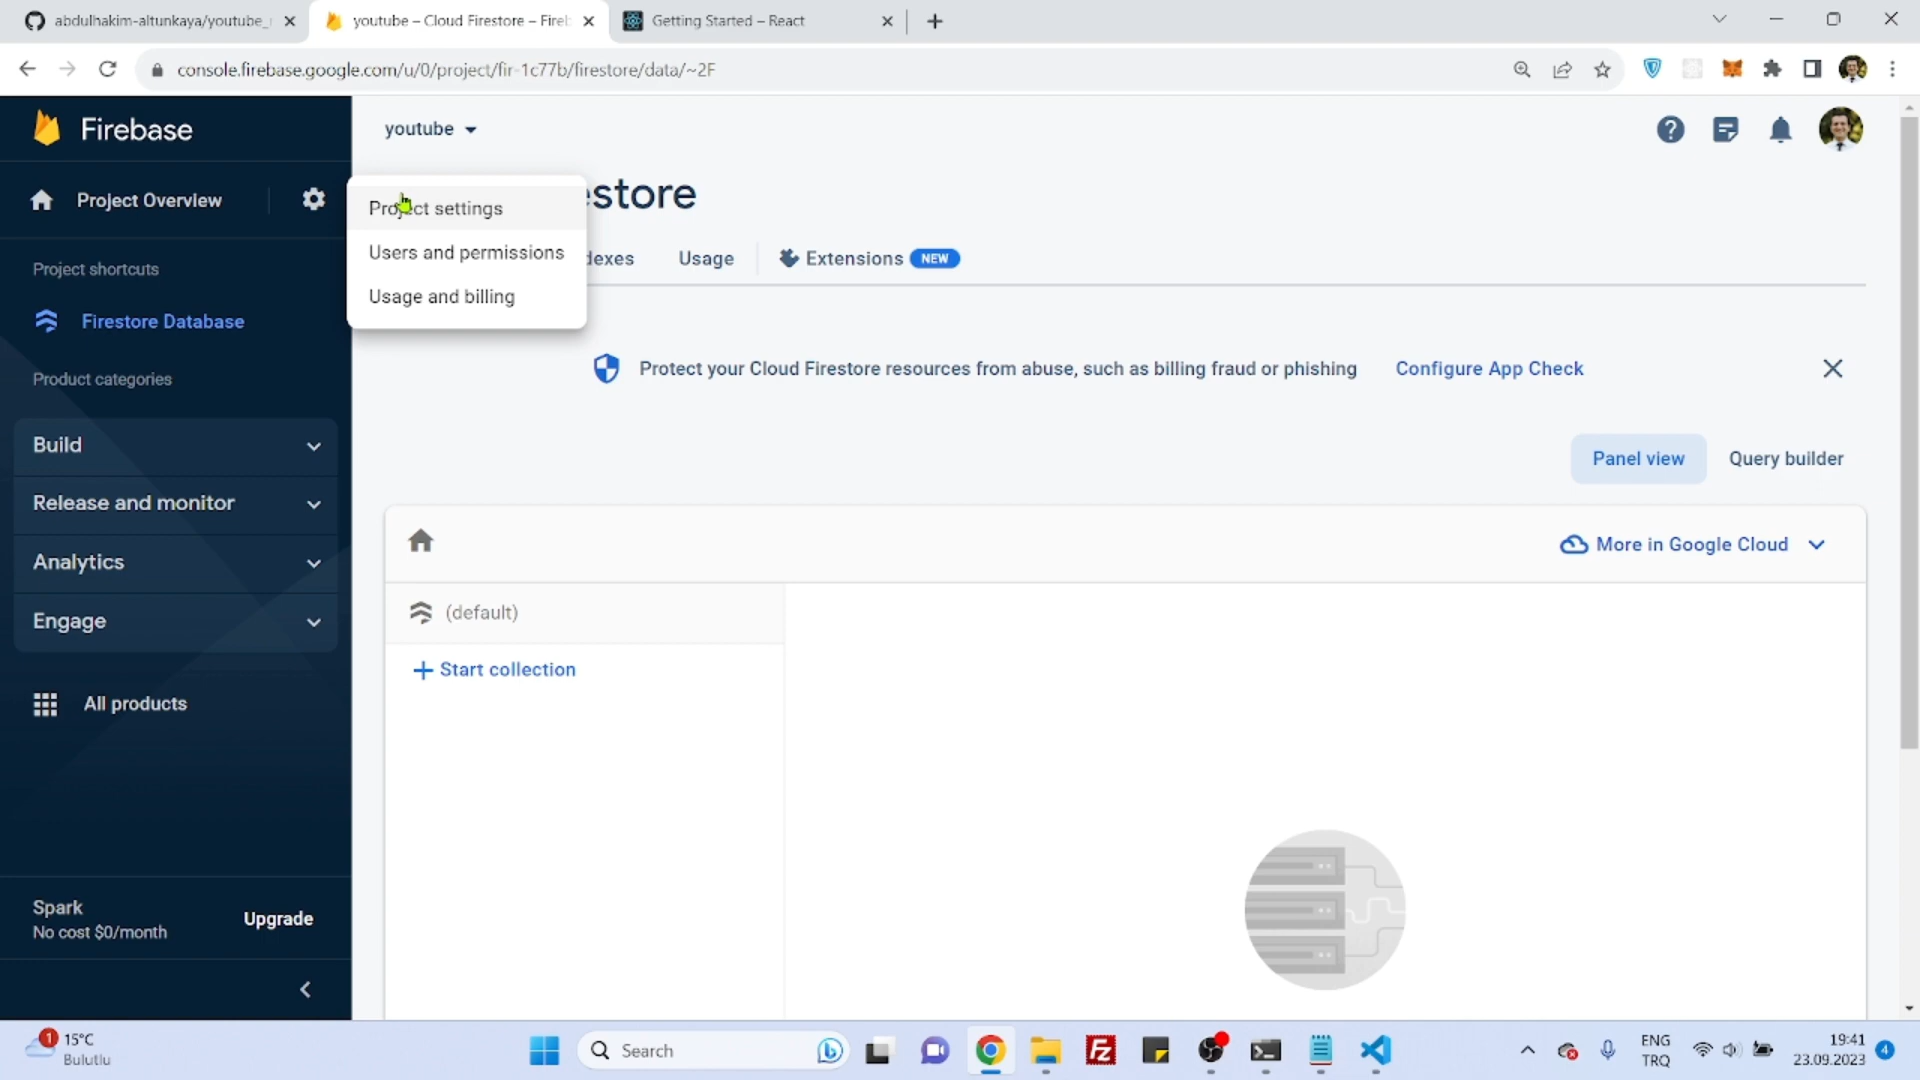 abdulhakim-altunkaya/youtube_
youtube – Cloud Firestore – Fireb
Getting Started – React
console.firebase.google.com/u/0/project/fir-1c77b/firestore/data/~2F
Firebase
youtube
Project Overview
Project settings
Users and permissions
Usage and billing
estore
dexes
Usage
Extensions
NEW
Project shortcuts
Firestore Database
Product categories
Protect your Cloud Firestore resources from abuse, such as billing fraud or phishing
Configure App Check
Build
Release and monitor
Analytics
Engage
All products
Panel view
Query builder
More in Google Cloud
(default)
Start collection
Spark
No cost $0/month
Upgrade
1
15°C
Bulutlu
Search
ENG
TRQ
19:41
23.09.2023
4